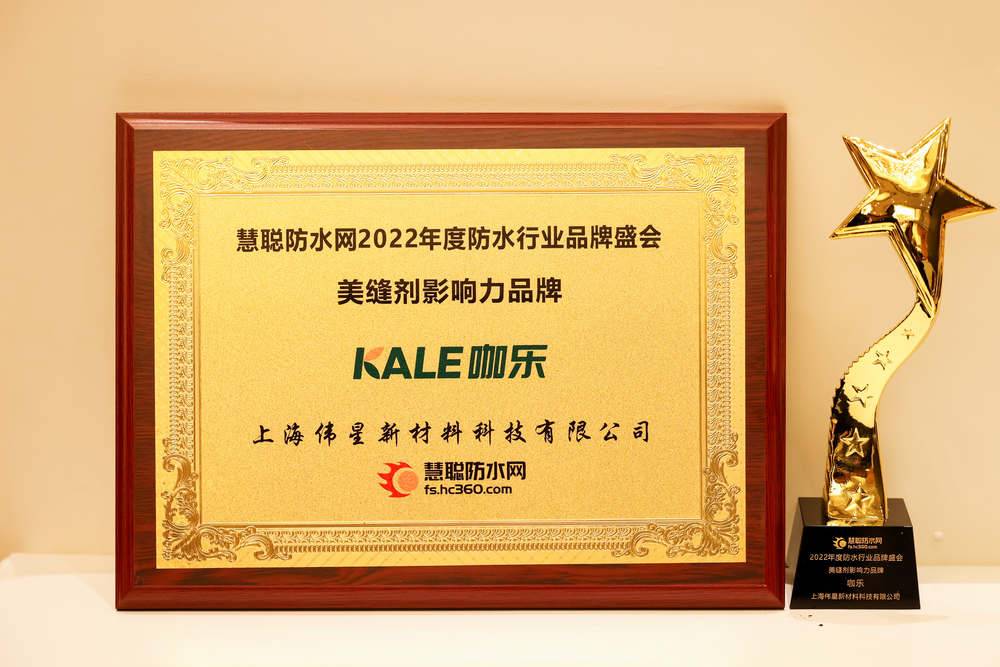 慧聪防水网2022年度防水行业品牌盛会
美缝剂影响力品牌
KALE 咖乐
上海伟星新材料科技有限公司
慧聪防水网
fs.hc360.com
慧聪防水网
fs.hc360.com
2022年度防水行业品牌盛会
美缝剂影响力品牌
咖乐
上海伟星新材料科技有限公司